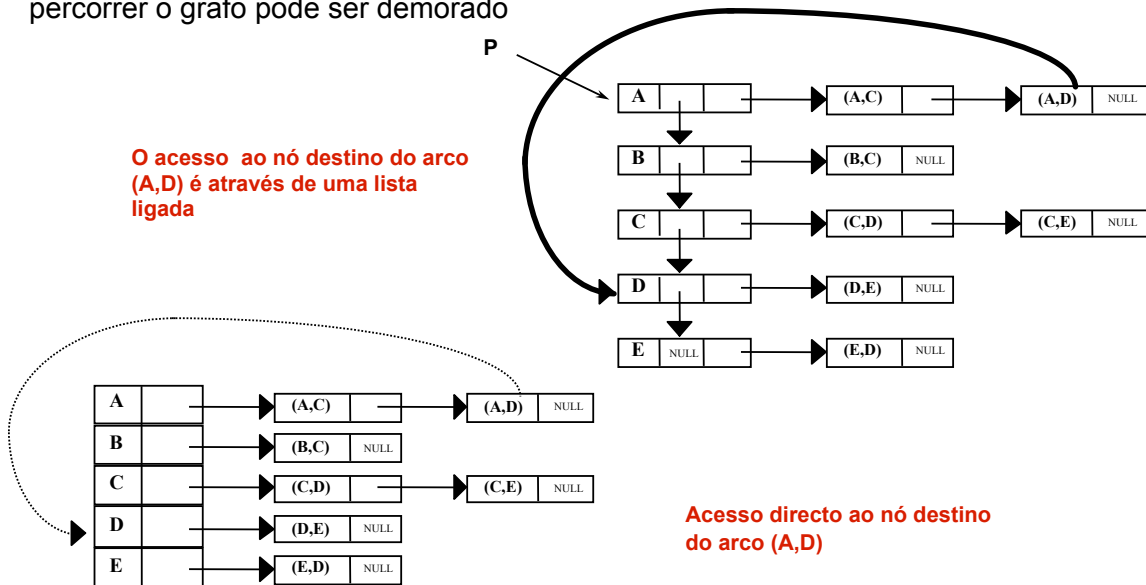 percorrer o grafo pode ser demorado
P
A (A,C) (A,D) NULL
O acesso ao nó destino do arco
(A,D) é através de uma lista
ligada
B (B,C) NULL
C (C,D) (C,E) NULL
D (D,E) NULL
E NULL (E,D) NULL
A (A,C) (A,D) NULL
B (B,C) NULL
C (C,D) (C,E) NULL
D (D,E) NULL
E (E,D) NULL
Acesso directo ao nó destino
do arco (A,D)